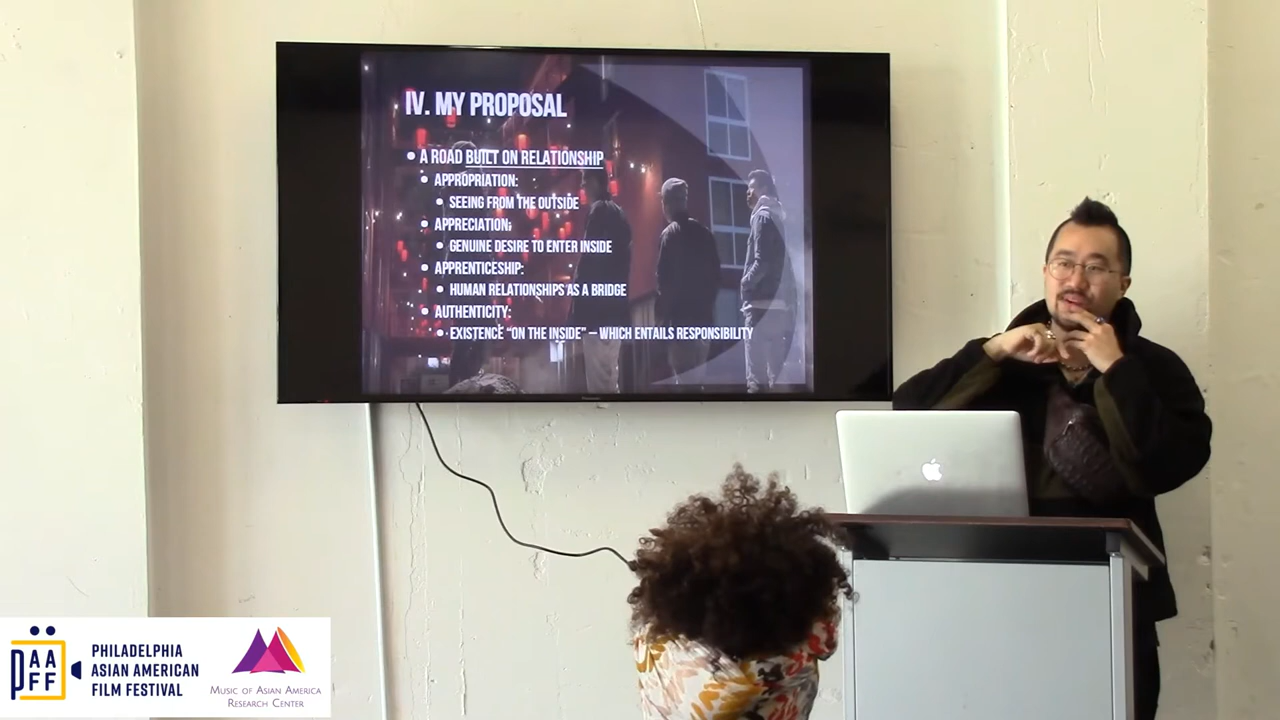 IV. MY PROPOSAL
• A ROAD BUILT ON RELATIONSHIP
• APPROPRIATION:
• SEEING FROM THE OUTSIDE
• APPRECIATION:
• GENUINE DESIRE TO ENTER INSIDE
• APPRENTICESHIP:
• HUMAN RELATIONSHIPS AS A BRIDGE
• AUTHENTICITY:
• EXISTENCE “ON THE INSIDE” – WHICH ENTAILS RESPONSIBILITY
PAAFF
PHILADELPHIA
ASIAN AMERICAN
FILM FESTIVAL
MUSIC OF ASIAN AMERICA
RESEARCH CENTER